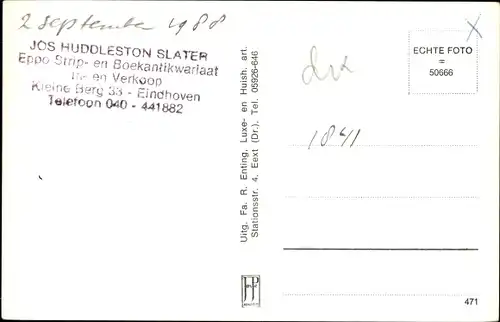 2 september 1988
JOS HUDDLESTON SLATER
Eppo Strip- en Boekantikwariaat
In- en Verkoop
Kleine Berg 33 - Eindhoven
Telefoon 040 - 441882
Uitg. Fa. R. Enting, Luxe- en Huish. art.
Stationsstr. 4, Eext (Dr.), Tel. 05926-646
X
ECHTE FOTO
≈
50666
1841
471